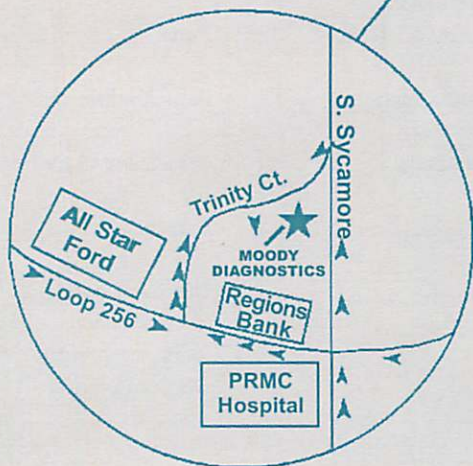 S. Sycamore
Trinity Ct.
All Star
Ford
MOODY
DIAGNOSTICS
Loop 256
Regions
Bank
PRMC
Hospital